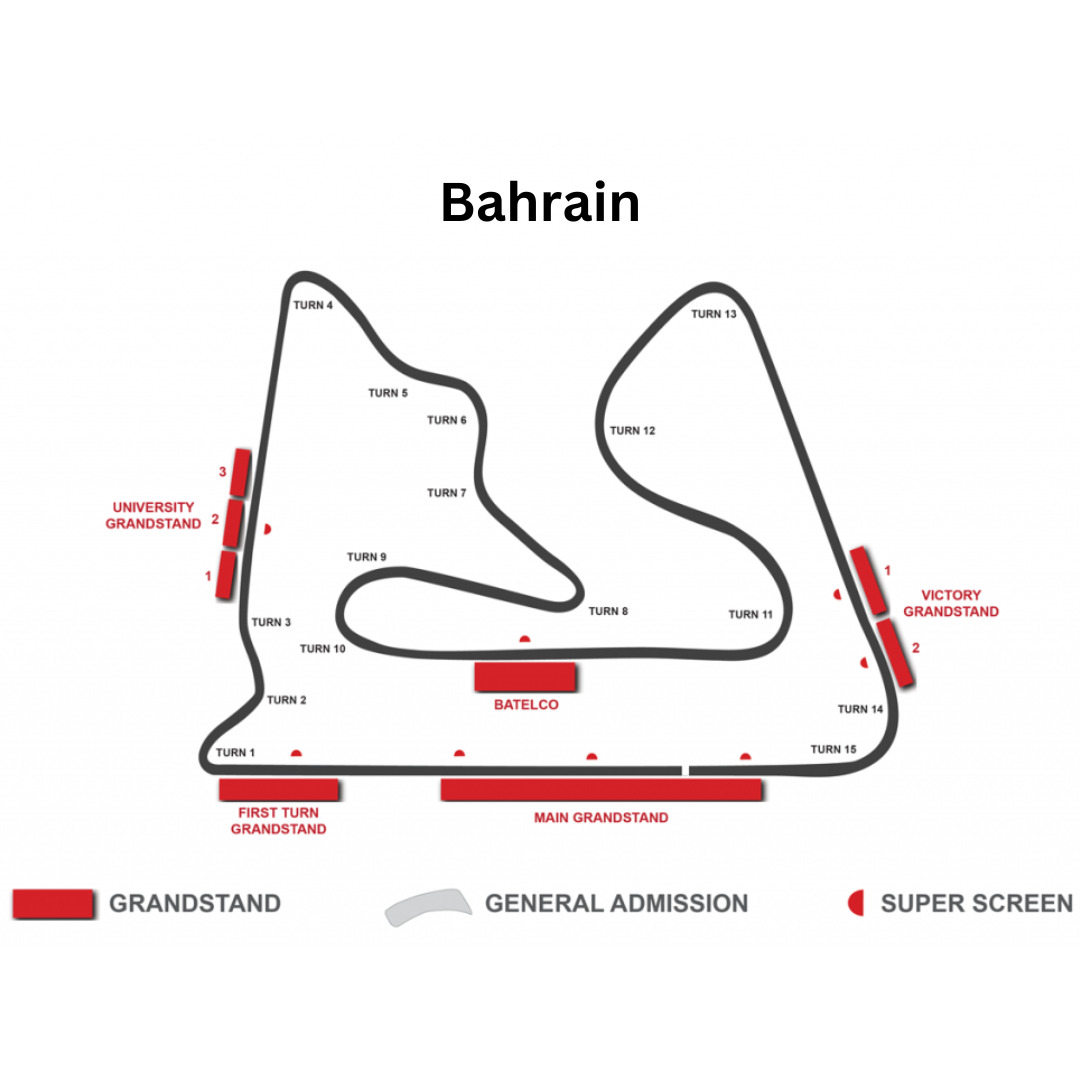 Bahrain
TURN 4
TURN 13
TURN 5
TURN 6
TURN 12
3
TURN 7
UNIVERSITY
GRANDSTAND
2
TURN 9
1
1
VICTORY
GRANDSTAND
TURN 8
TURN 11
TURN 3
TURN 10
2
TURN 2
BATELCO
TURN 14
TURN 1
TURN 15
FIRST TURN
GRANDSTAND
MAIN GRANDSTAND
GRANDSTAND
GENERAL ADMISSION
SUPER SCREEN